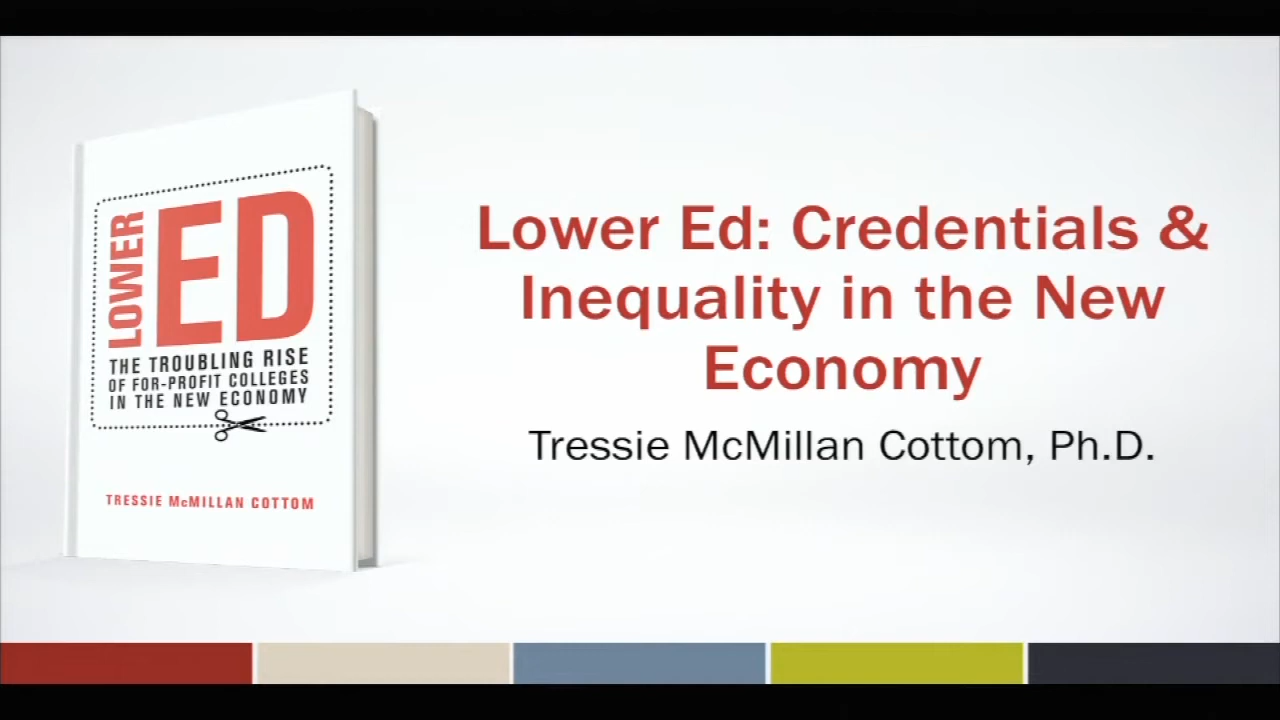 LOWER
ED
THE TROUBLING RISE
OF FOR-PROFIT COLLEGES
IN THE NEW ECONOMY
TRESSIE McMILLAN COTTOM
Lower Ed: Credentials &
Inequality in the New
Economy
Tressie McMillan Cottom, Ph.D.